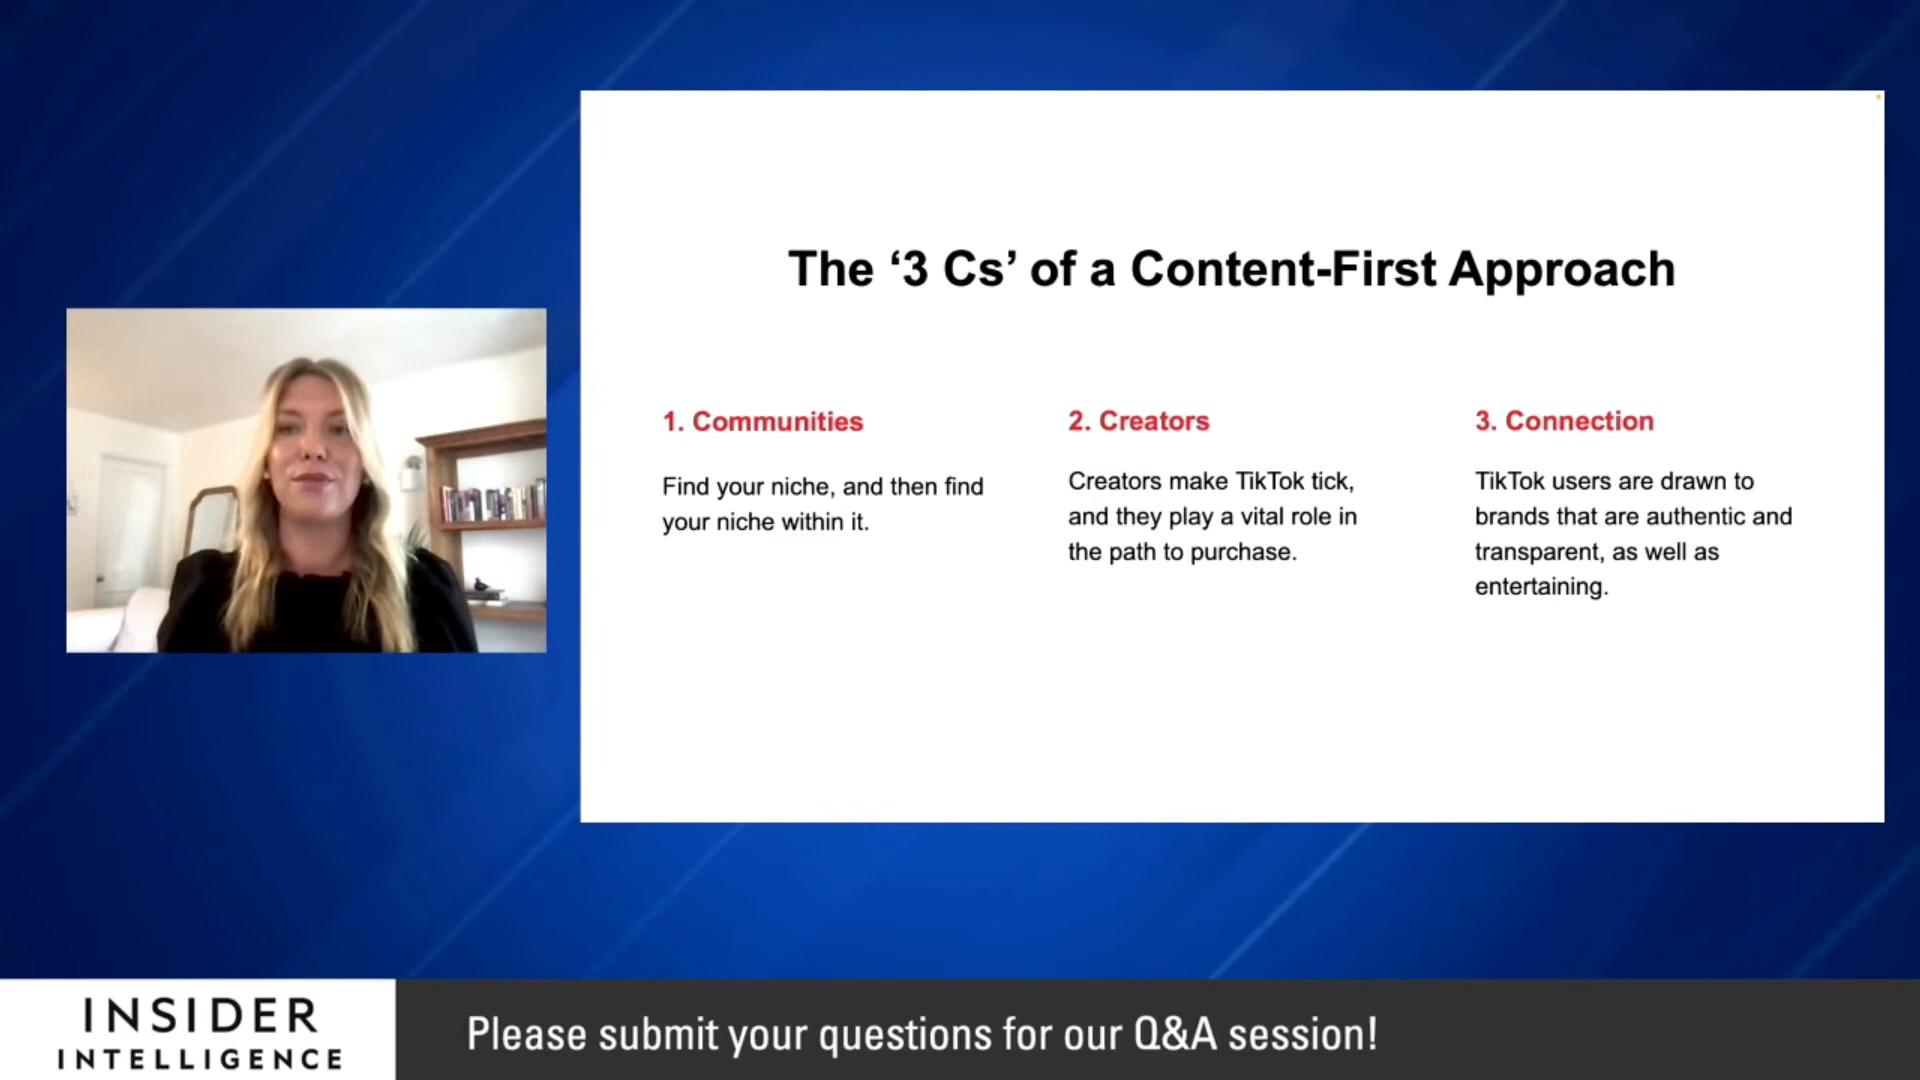 The ‘3 Cs’ of a Content-First Approach
1. Communities
Find your niche, and then find
your niche within it.
2. Creators
Creators make TikTok tick,
and they play a vital role in
the path to purchase.
3. Connection
TikTok users are drawn to
brands that are authentic and
transparent, as well as
entertaining.
INSIDER
INTELLIGENCE
Please submit your questions for our Q&A session!